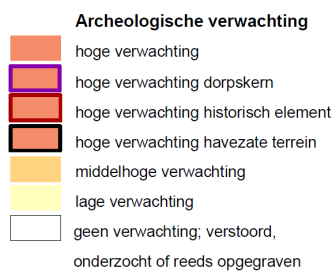 Archeologische verwachting
hoge verwachting
hoge verwachting dorpskern
hoge verwachting historisch element
hoge verwachting havezate terrein
middelhoge verwachting
lage verwachting
geen verwachting; verstoord,
onderzocht of reeds opgegraven